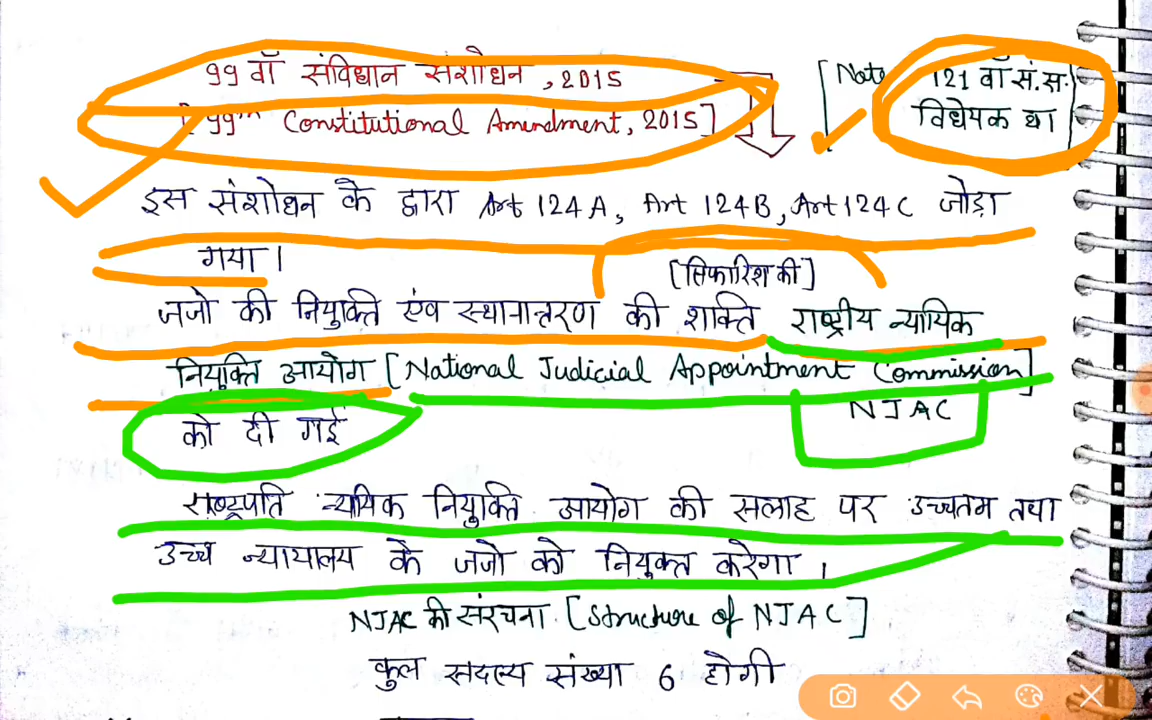 99 वाँ संविधान संशोधन, 2015
[99th Constitutional Amendment, 2015]
[Note 121 वाँ सं.स.
विधेयक था]
इस संशोधन के द्वारा Art 124A, Art 124B, Art 124C जोड़ा
गया।
[सिफारिश की]
जजो की नियुक्ति एंव स्थानान्तरण की शक्ति राष्ट्रीय न्यायिक
नियुक्ति आयोग [National Judicial Appointment Commission]
NJAC
को दी गई
राष्ट्रपति न्यायिक नियुक्ति आयोग की सलाह पर उच्चतम तथा
उच्च न्यायालय के जजो को नियुक्त करेगा।
NJAC की संरचना [Structure of NJAC]
कुल सदस्य संख्या 6 होगी